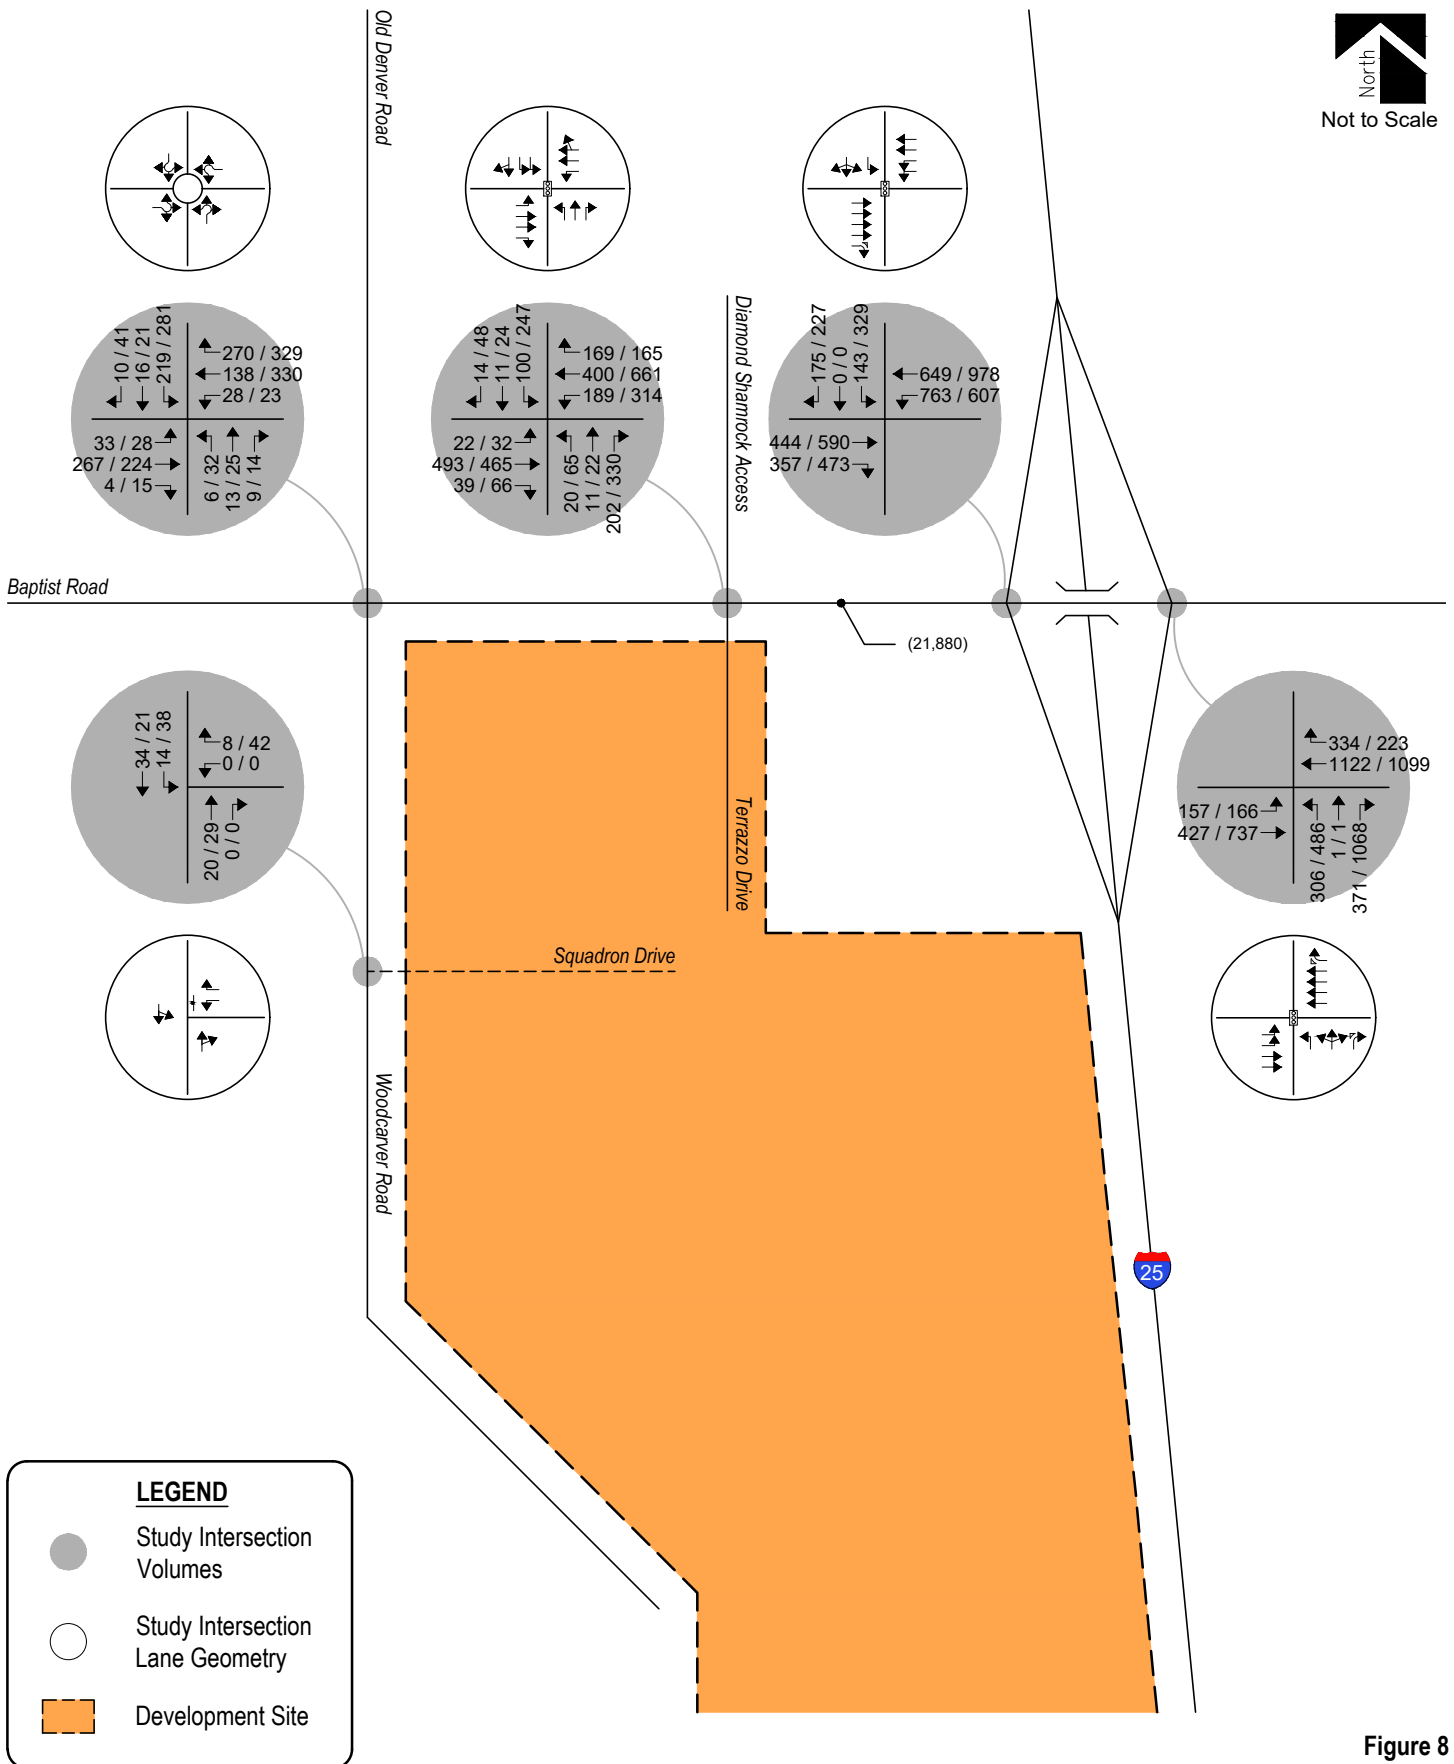 North
Not to Scale
Old Denver Road
10 / 41
16 / 21
219 / 281
270 / 329
138 / 330
28 / 23
33 / 28
267 / 224
4 / 15
6 / 32
13 / 25
9 / 14
14 / 48
11 / 24
100 / 247
169 / 165
400 / 661
189 / 314
22 / 32
493 / 465
39 / 66
20 / 65
11 / 22
202 / 330
Diamond Shamrock Access
175 / 227
0 / 0
143 / 329
649 / 978
763 / 607
444 / 590
357 / 473
Baptist Road
(21,880)
34 / 21
14 / 38
8 / 42
0 / 0
20 / 29
0 / 0
334 / 223
1122 / 1099
157 / 166
427 / 737
306 / 486
1 / 1
371 / 1068
Terrazzo Drive
Squadron Drive
Woodcarver Road
25
LEGEND
Study Intersection
Volumes
Study Intersection
Lane Geometry
Development Site
Figure 8